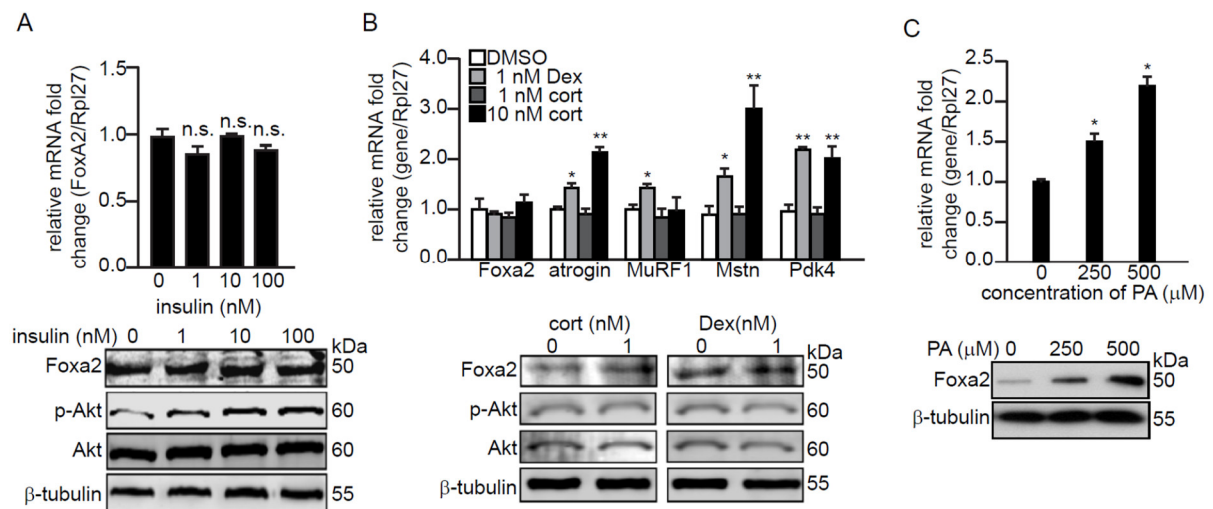 A
relative mRNA fold
change (FoxA2/Rpl27)
1.5
1.0
0.5
0.0
n.s.
n.s.
n.s.
0 1 10 100
insulin (nM)
insulin (nM) 0 1 10 100
kDa
Foxa2 50
p-Akt 60
Akt 60
β-tubulin 55
B
relative mRNA fold
change (gene/Rpl27)
4.0
3.0
2.0
1.0
0.0
DMSO
1 nM Dex
1 nM cort
10 nM cort
* ** * * ** ** **
Foxa2 atrogin MuRF1 Mstn Pdk4
cort (nM) Dex(nM)
0 1 0 1 kDa
Foxa2 50
p-Akt 60
Akt 60
β-tubulin 55
C
relative mRNA fold
change (gene/Rpl27)
2.5
2.0
1.5
1.0
0.5
0.0
* *
0 250 500
concentration of PA (μM)
PA (μM) 0 250 500 kDa
Foxa2 50
β-tubulin 55